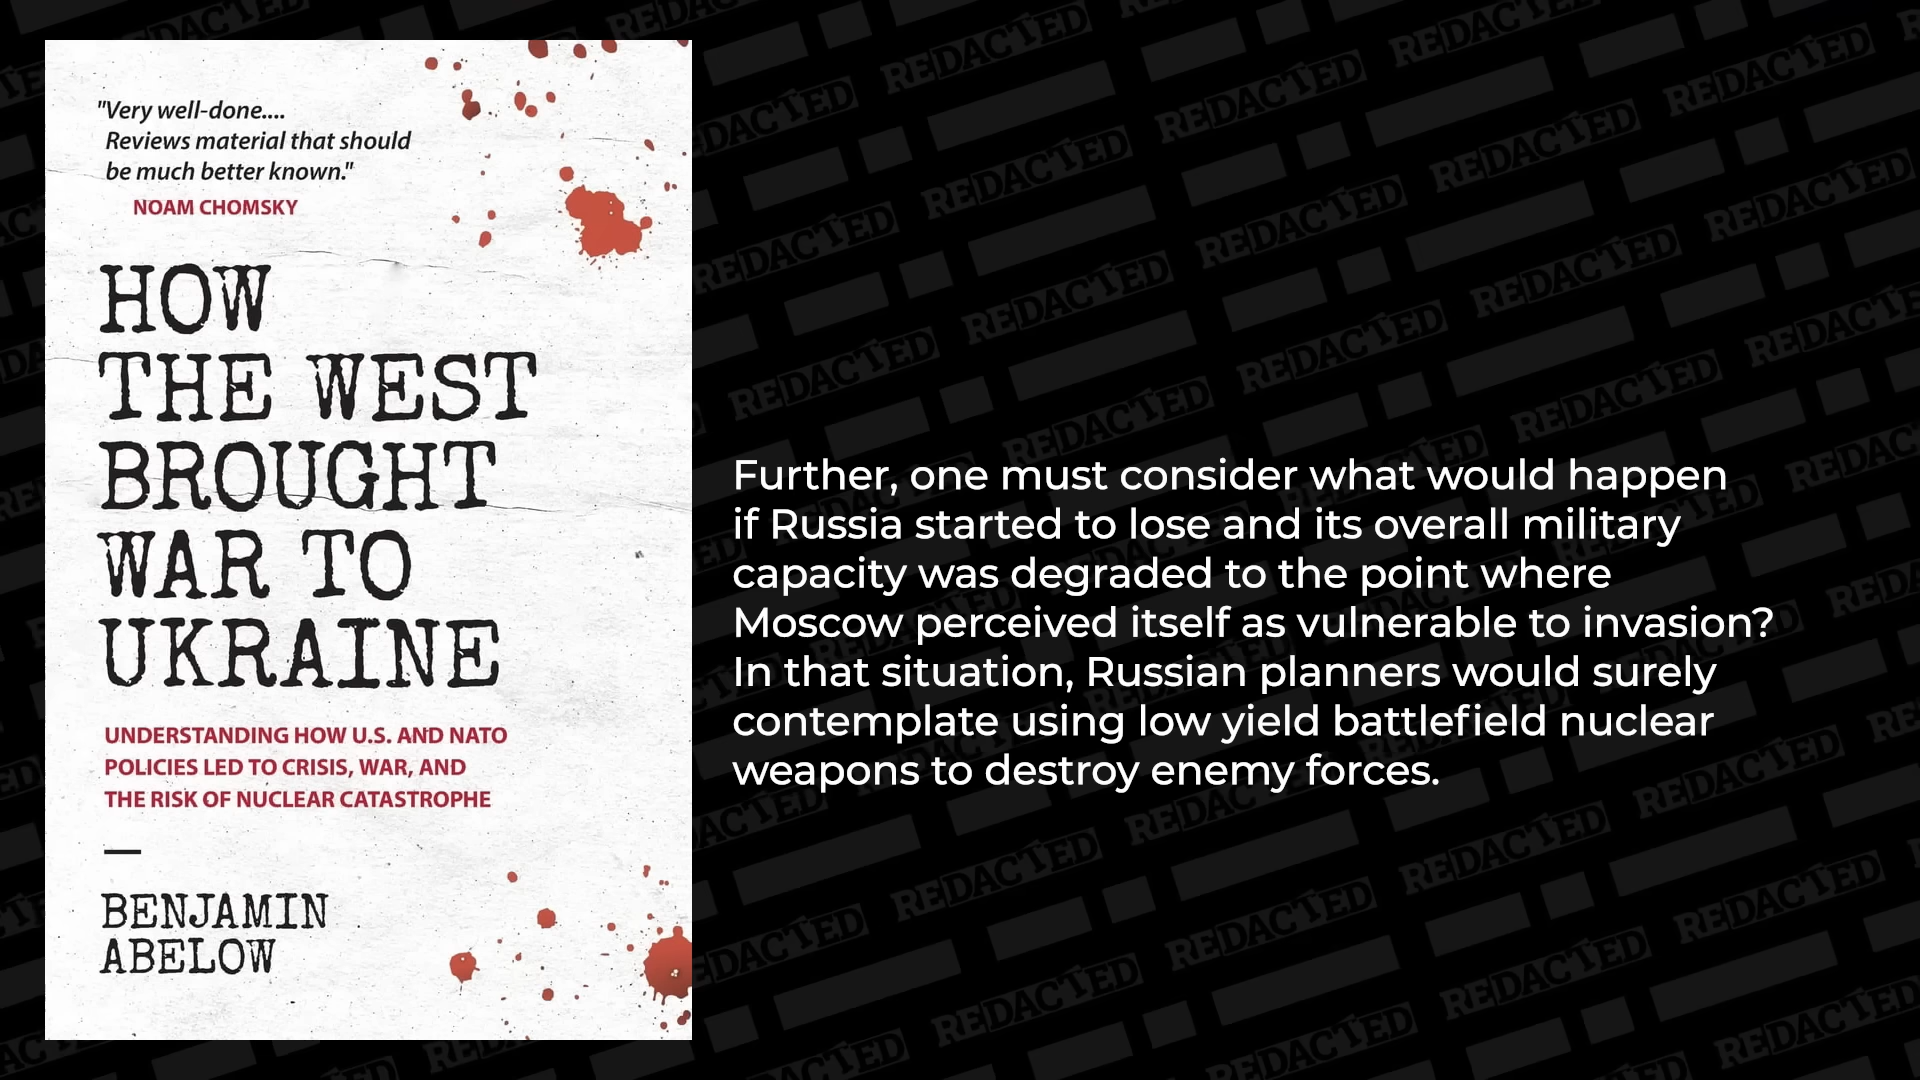 "Very well-done....
Reviews material that should
be much better known."
NOAM CHOMSKY
HOW
THE WEST
BROUGHT
WAR TO
UKRAINE
UNDERSTANDING HOW U.S. AND NATO
POLICIES LED TO CRISIS, WAR, AND
THE RISK OF NUCLEAR CATASTROPHE
BENJAMIN
ABELOW
Further, one must consider what would happen
if Russia started to lose and its overall military
capacity was degraded to the point where
Moscow perceived itself as vulnerable to invasion?
In that situation, Russian planners would surely
contemplate using low yield battlefield nuclear
weapons to destroy enemy forces.
REDACTED